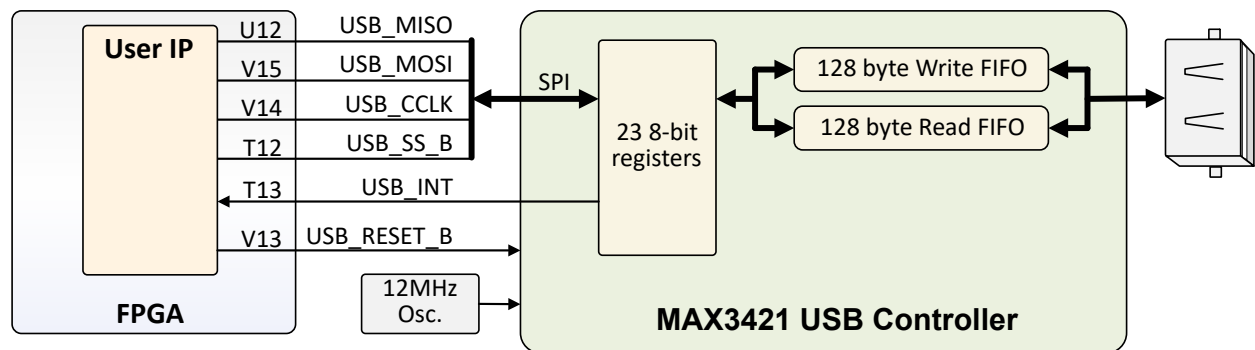 User IP
U12 USB_MISO
V15 USB_MOSI
V14 USB_CCLK
T12 USB_SS_B
T13 USB_INT
V13 USB_RESET_B
FPGA
12MHz
Osc.
SPI
23 8-bit
registers
128 byte Write FIFO
128 byte Read FIFO
MAX3421 USB Controller